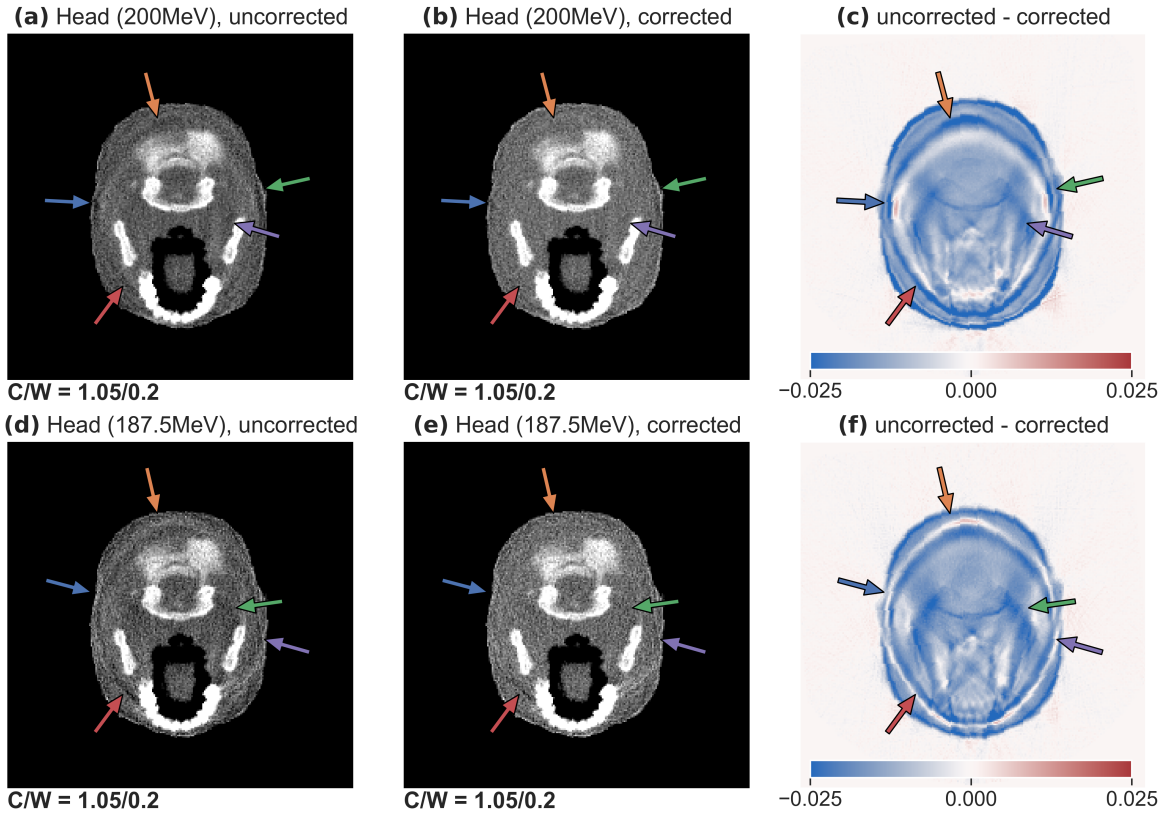 (a) Head (200MeV), uncorrected
(b) Head (200MeV), corrected
(c) uncorrected - corrected
−0.025 0.000 0.025
C/W = 1.05/0.2
C/W = 1.05/0.2
(d) Head (187.5MeV), uncorrected
(e) Head (187.5MeV), corrected
(f) uncorrected - corrected
−0.025 0.000 0.025
C/W = 1.05/0.2
C/W = 1.05/0.2